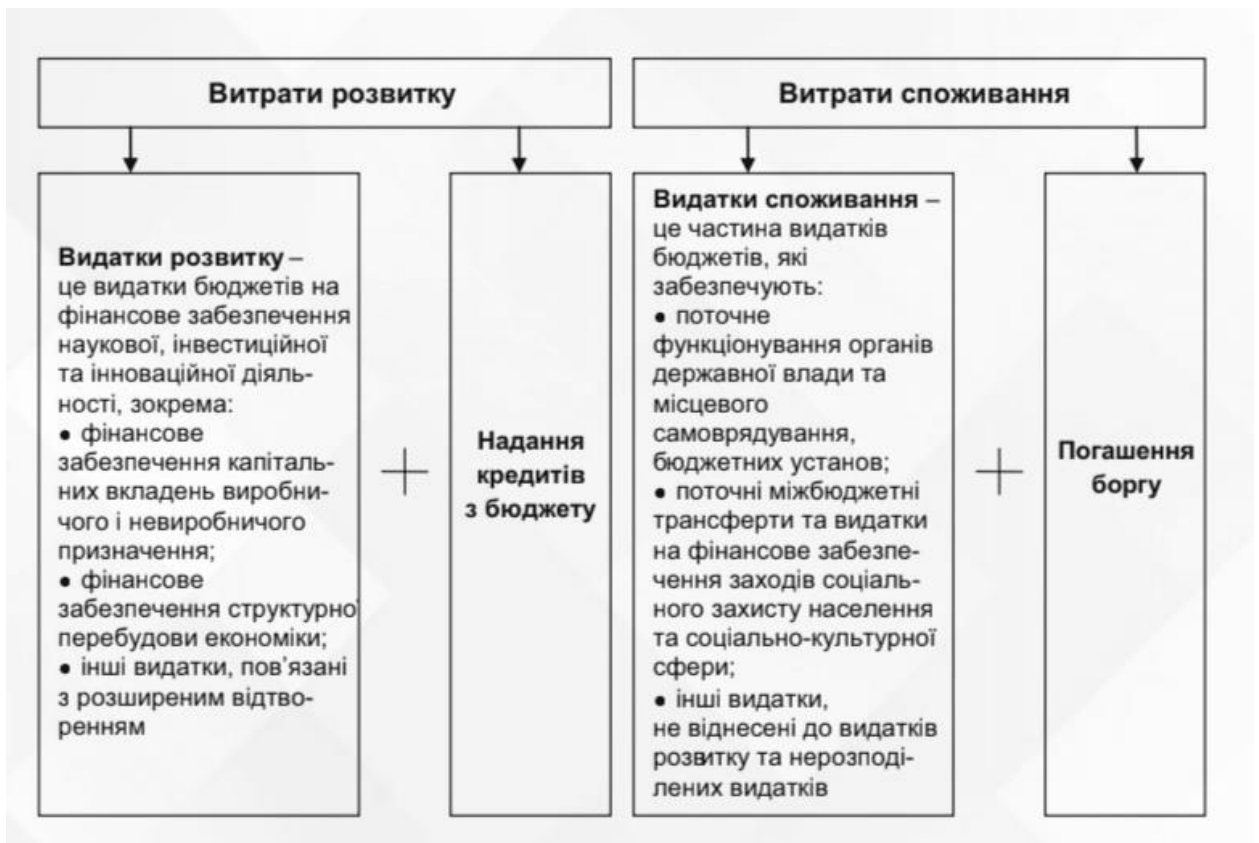 Витрати розвитку
Витрати споживання
Видатки розвитку –
це видатки бюджетів на
фінансове забезпечення
наукової, інвестиційної
та інноваційної діяль-
ності, зокрема:
● фінансове
забезпечення капіталь-
них вкладень виробни-
чого і невиробничого
призначення;
● фінансове
забезпечення структурної
перебудови економіки;
● інші видатки, пов’язані
з розширеним відтво-
ренням
+
Надання
кредитів
з бюджету
Видатки споживання –
це частина видатків
бюджетів, які
забезпечують:
● поточне
функціонування органів
державної влади та
місцевого
самоврядування,
бюджетних установ;
● поточні міжбюджетні
трансферти та видатки
на фінансове забезпе-
чення заходів соціаль-
ного захисту населення
та соціально-культурної
сфери;
● інші видатки,
не віднесені до видатків
розвитку та нерозподі-
лених видатків
+
Погашення
боргу